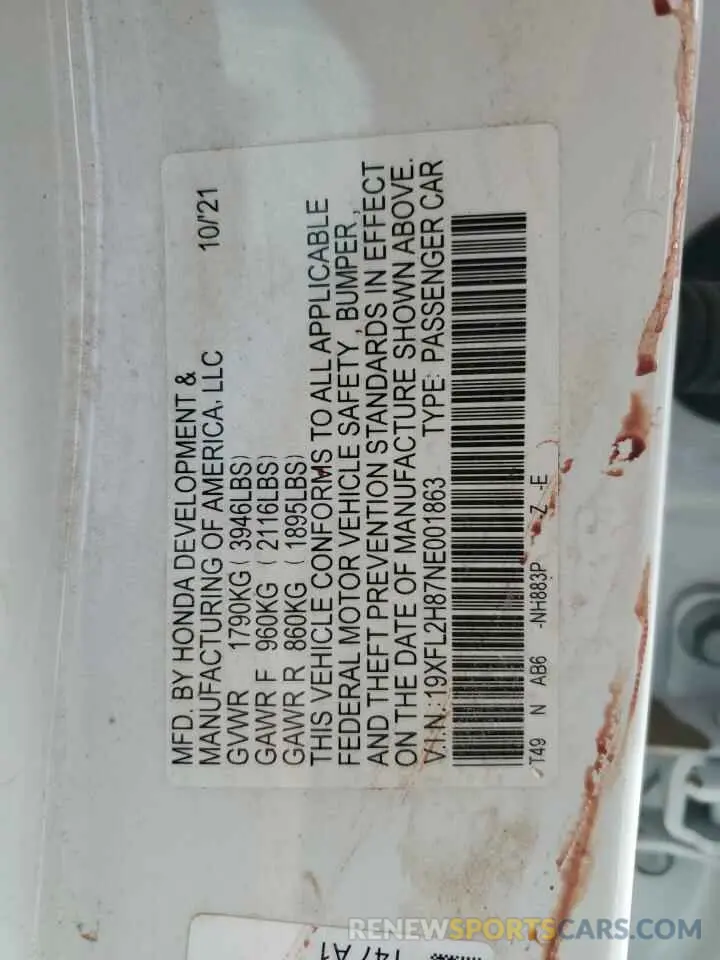 MFD. BY HONDA DEVELOPMENT &
MANUFACTURING OF AMERICA, LLC 10/'21
GVWR 1790KG ( 3946LBS)
GAWR F 960KG ( 2116LBS)
GAWR R 860KG ( 1895LBS)
THIS VEHICLE CONFORMS TO ALL APPLICABLE
FEDERAL MOTOR VEHICLE SAFETY , BUMPER ,
AND THEFT PREVENTION STANDARDS IN EFFECT
ON THE DATE OF MANUFACTURE SHOWN ABOVE.
V.I.N.: 19XFL2H87NE001863 TYPE: PASSENGER CAR
T49 N AB6 -NH883P Z -E
147 A1
RENEWSPORTSCARS.COM